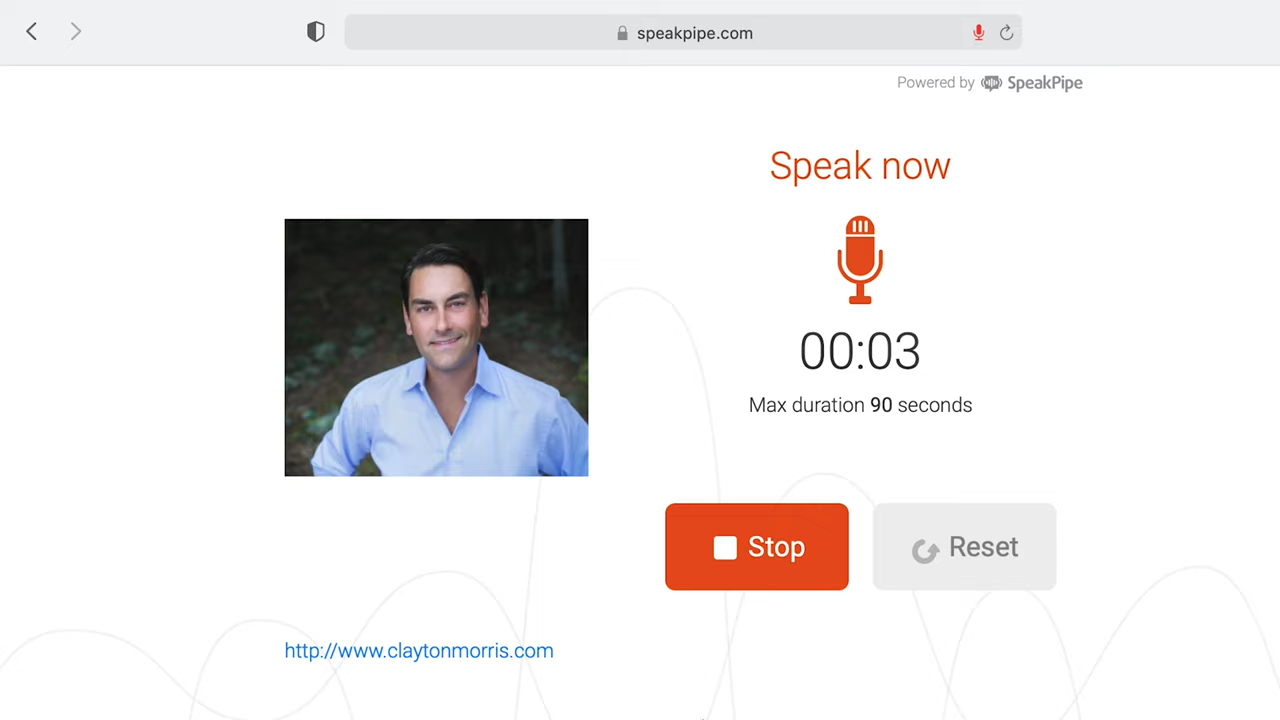 speakpipe.com
Powered by SpeakPipe
Speak now
00:03
Max duration 90 seconds
Stop
Reset
http://www.claytonmorris.com